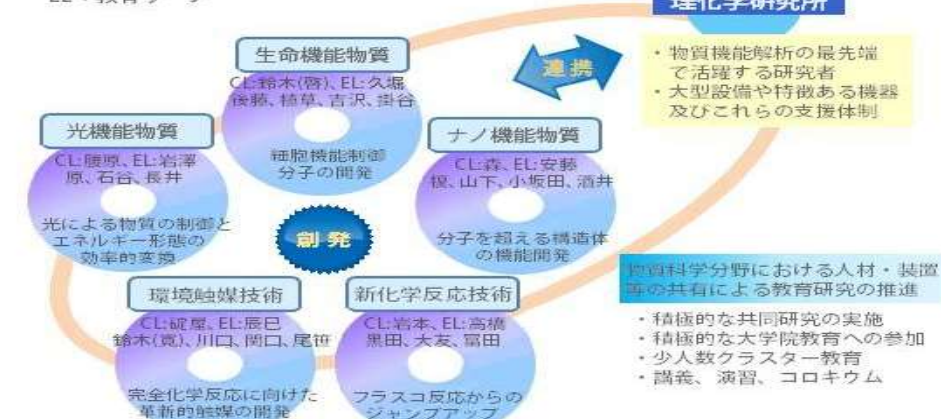 理化学研究所
・物質機能解析の最先端
で活躍する研究者
・大型設備や特徴ある機器
及びこれらの支援体制
連携
生命機能物質
CL:鈴木(啓)、EL:久堀
後藤、植草、吉沢、掛谷
細胞機能制御
分子の開発
光機能物質
CL:腰原、EL:岩澤
原、石谷、長井
光による物質の制御と
エネルギー形態の
効率的変換
ナノ機能物質
CL:森、EL:安藤
榎、山下、小坂田、酒井
分子を超える構造体
の機能開発
創発
環境触媒技術
CL:碇屋、EL:辰巳
鈴木(寛)、川口、関口、尾笹
完全化学反応に向けた
革新的触媒の開発
新化学反応技術
CL:岩本、EL:高橋
黒田、大友、冨田
フラスコ反応からの
ジャンプアップ
物質科学分野における人材・装置
等の共有による教育研究の推進
・積極的な共同研究の実施
・積極的な大学院教育への参加
・少人数クラスター教育
・講義、演習、コロキウム